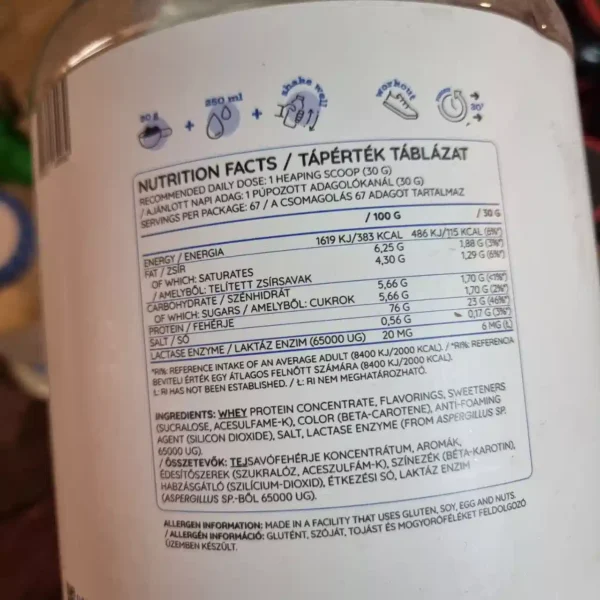 30 g + 250 ml + shake well
workout 30'
NUTRITION FACTS / TÁPÉRTÉK TÁBLÁZAT
RECOMMENDED DAILY DOSE: 1 HEAPING SCOOP (30 G)
/ AJÁNLOTT NAPI ADAG: 1 PÚPOZOTT ADAGOLÓKANÁL (30 G)
SERVINGS PER PACKAGE: 67 / A CSOMAGOLÁS 67 ADAGOT TARTALMAZ
/ 100 G / 30 G
ENERGY / ENERGIA 1619 KJ/383 KCAL 486 KJ/115 KCAL (6%*)
FAT / ZSÍR 6,25 G 1,88 G (3%*)
OF WHICH: SATURATES 4,30 G 1,29 G (6%*)
/ AMELYBŐL: TELÍTETT ZSÍRSAVAK
CARBOHYDRATE / SZÉNHIDRÁT 5,66 G 1,70 G (<1%*)
OF WHICH: SUGARS / AMELYBŐL: CUKROK 5,66 G 1,70 G (2%*)
PROTEIN / FEHÉRJE 76 G 23 G (46%*)
SALT / SÓ 0,56 G 0,17 G (3%*)
LACTASE ENZYME / LAKTÁZ ENZIM (65000 UG) 20 MG 6 MG (Ł)
*RI%: REFERENCE INTAKE OF AN AVERAGE ADULT (8400 KJ/2000 KCAL). / *RI%: REFERENCIA
BEVITELI ÉRTÉK EGY ÁTLAGOS FELNŐTT SZÁMÁRA (8400 KJ/2000 KCAL).
Ł: RI HAS NOT BEEN ESTABLISHED. / Ł: RI NEM MEGHATÁROZHATÓ.
INGREDIENTS: WHEY PROTEIN CONCENTRATE, FLAVORINGS, SWEETENERS
(SUCRALOSE, ACESULFAME-K), COLOR (BETA-CAROTENE), ANTI-FOAMING
AGENT (SILICON DIOXIDE), SALT, LACTASE ENZYME (FROM ASPERGILLUS SP.
65000 UG).
/ ÖSSZETEVŐK: TEJSAVÓFEHÉRJE KONCENTRÁTUM, AROMÁK,
ÉDESÍTŐSZEREK (SZUKRALÓZ, ACESZULFÁM-K), SZÍNEZÉK (BÉTA-KAROTIN),
HABZÁSGÁTLÓ (SZILÍCIUM-DIOXID), ÉTKEZÉSI SÓ, LAKTÁZ ENZIM
(ASPERGILLUS SP.-BŐL 65000 UG).
ALLERGEN INFORMATION: MADE IN A FACILITY THAT USES GLUTEN, SOY, EGG AND NUTS.
/ ALLERGÉN INFORMÁCIÓ: GLUTÉNT, SZÓJÁT, TOJÁST ÉS MOGYORÓFÉLÉKET FELDOLGOZÓ
ÜZEMBEN KÉSZÜLT.